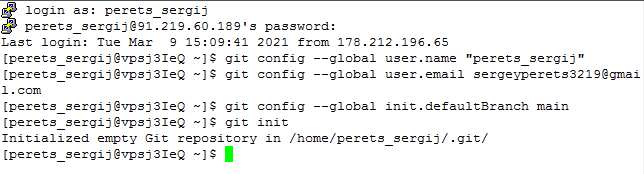 login as: perets_sergij
perets_sergij@91.219.60.189's password:
Last login: Tue Mar  9 15:09:41 2021 from 178.212.196.65
[perets_sergij@vpsj3IeQ ~]$ git config --global user.name "perets_sergij"
[perets_sergij@vpsj3IeQ ~]$ git config --global user.email sergeyperets3219@gmai
l.com
[perets_sergij@vpsj3IeQ ~]$ git config --global init.defaultBranch main
[perets_sergij@vpsj3IeQ ~]$ git init
Initialized empty Git repository in /home/perets_sergij/.git/
[perets_sergij@vpsj3IeQ ~]$